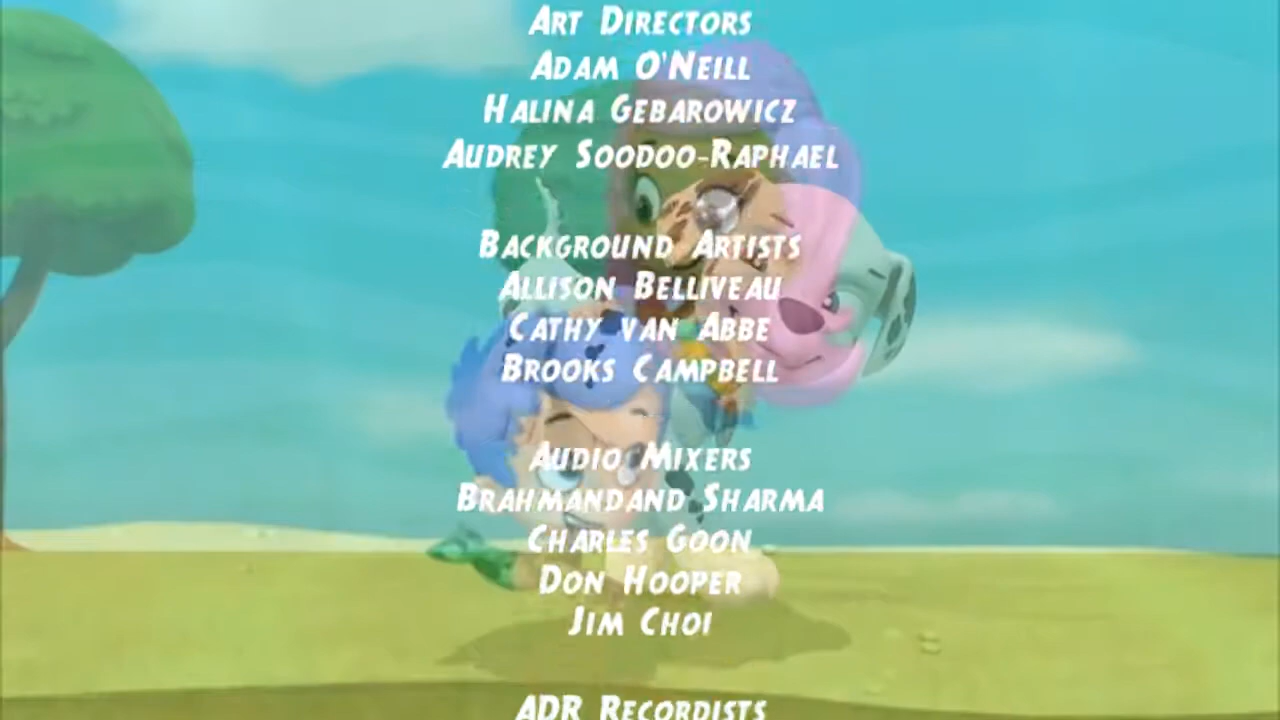 ART DIRECTORS
ADAM O'NEILL
HALINA GEBAROWICZ
AUDREY SOODOO-RAPHAEL
BACKGROUND ARTISTS
ALLISON BELLIVEAU
CATHY VAN ABBE
BROOKS CAMPBELL
AUDIO MIXERS
BRAHMANDAND SHARMA
CHARLES GOON
DON HOOPER
JIM CHOI
ADR RECORDISTS